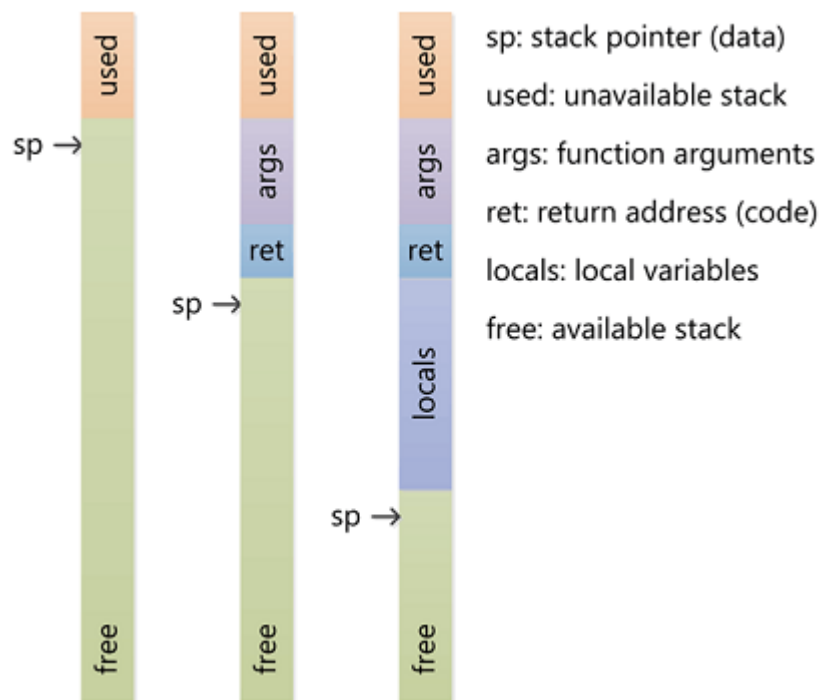 used
sp →
free
used
args
ret
sp →
free
used
args
ret
locals
sp →
free
sp: stack pointer (data)
used: unavailable stack
args: function arguments
ret: return address (code)
locals: local variables
free: available stack